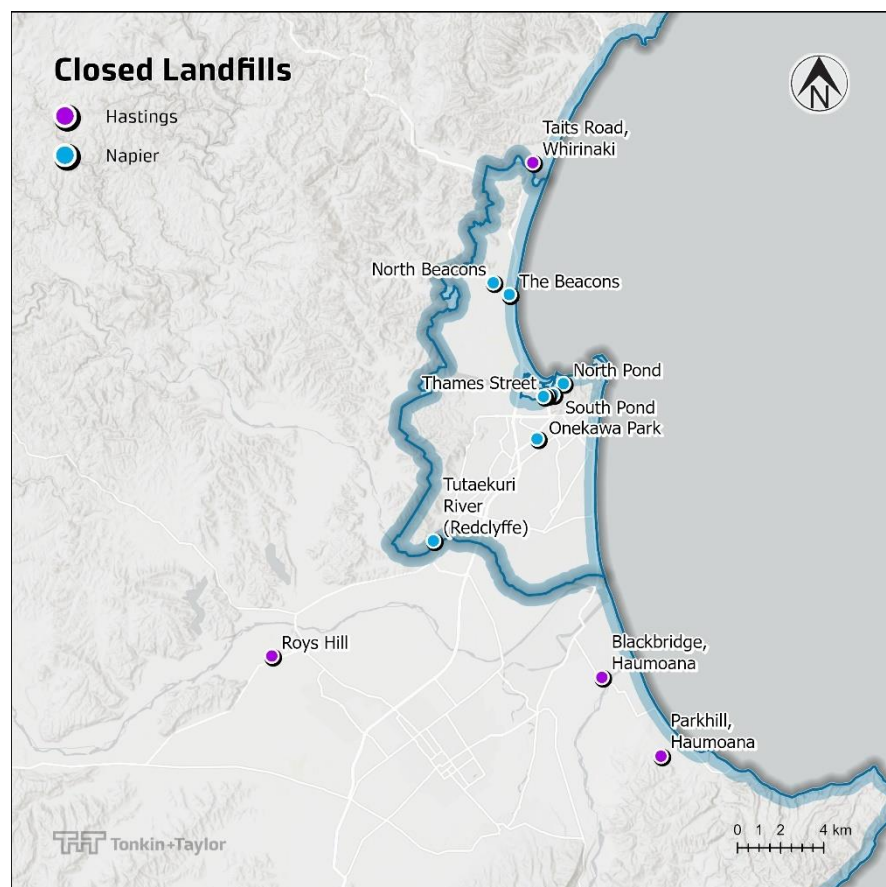 Closed Landfills
Hastings
Napier
N
Taits Road,
Whirinaki
North Beacons
The Beacons
North Pond
Thames Street
South Pond
Onekawa Park
Tutaekuri
River
(Redclyffe)
Roys Hill
Blackbridge,
Haumoana
Parkhill,
Haumoana
0 1 2 4 km
Tonkin+Taylor